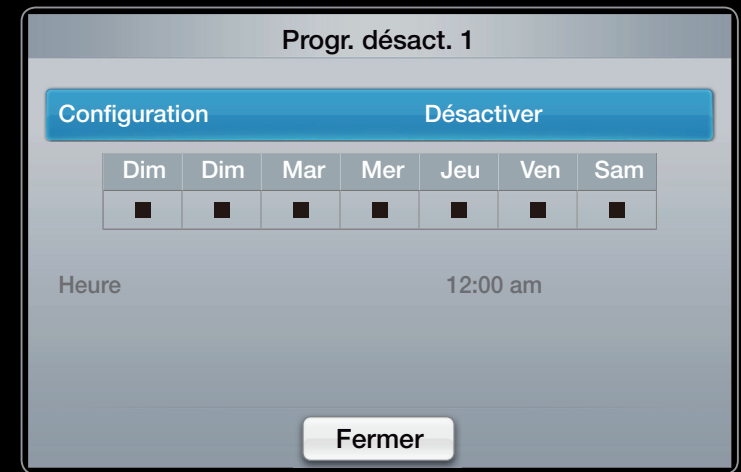 Progr. désact. 1
Configuration Désactiver
Dim Dim Mar Mer Jeu Ven Sam
Heure 12:00 am
Fermer